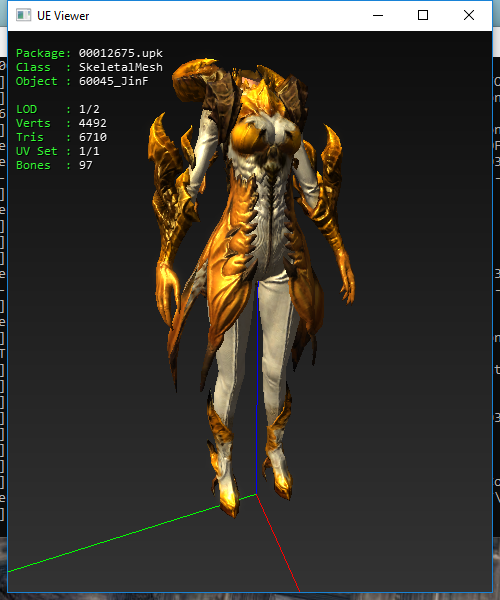 UE Viewer
Package: 00012675.upk
Class  : SkeletalMesh
Object : 60045_JinF
LOD    : 1/2
Verts  : 4492
Tris   : 6710
UV Set : 1/1
Bones  : 97